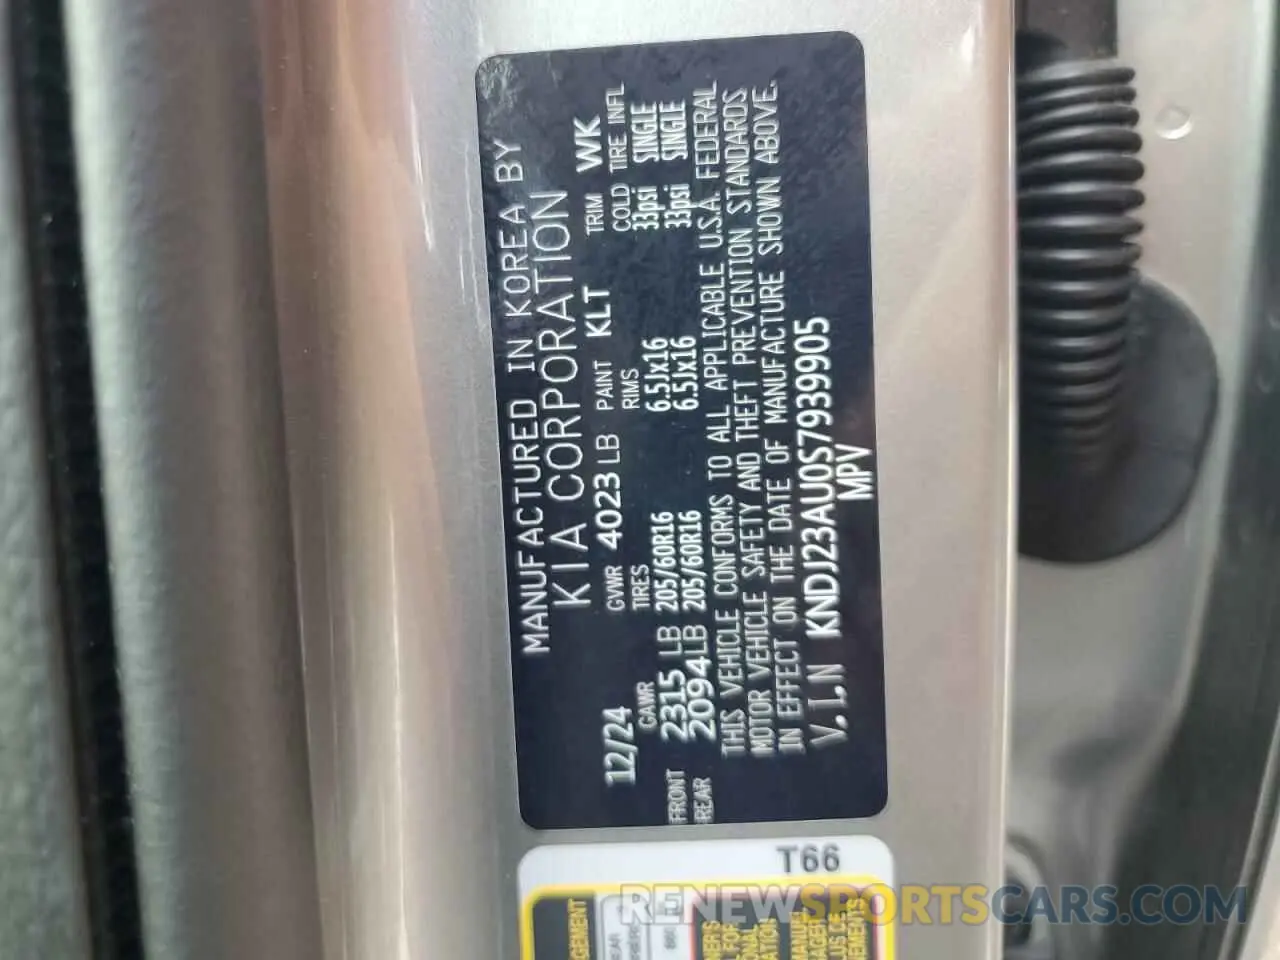 MANUFACTURED IN KOREA BY
KIA CORPORATION
12/24 GVWR 4023 LB PAINT KLT TRIM WK
GAWR TIRES RIMS COLD TIRE INFL
FRONT 2315 LB 205/60R16 6.5Jx16 33psi SINGLE
REAR 2094 LB 205/60R16 6.5Jx16 33psi SINGLE
THIS VEHICLE CONFORMS TO ALL APPLICABLE U.S.A. FEDERAL
MOTOR VEHICLE SAFETY AND THEFT PREVENTION STANDARDS
IN EFFECT ON THE DATE OF MANUFACTURE SHOWN ABOVE.
V.I.N KNDJ23AU0S7939905
MPV
T66
RENEWSPORTSCARS.COM